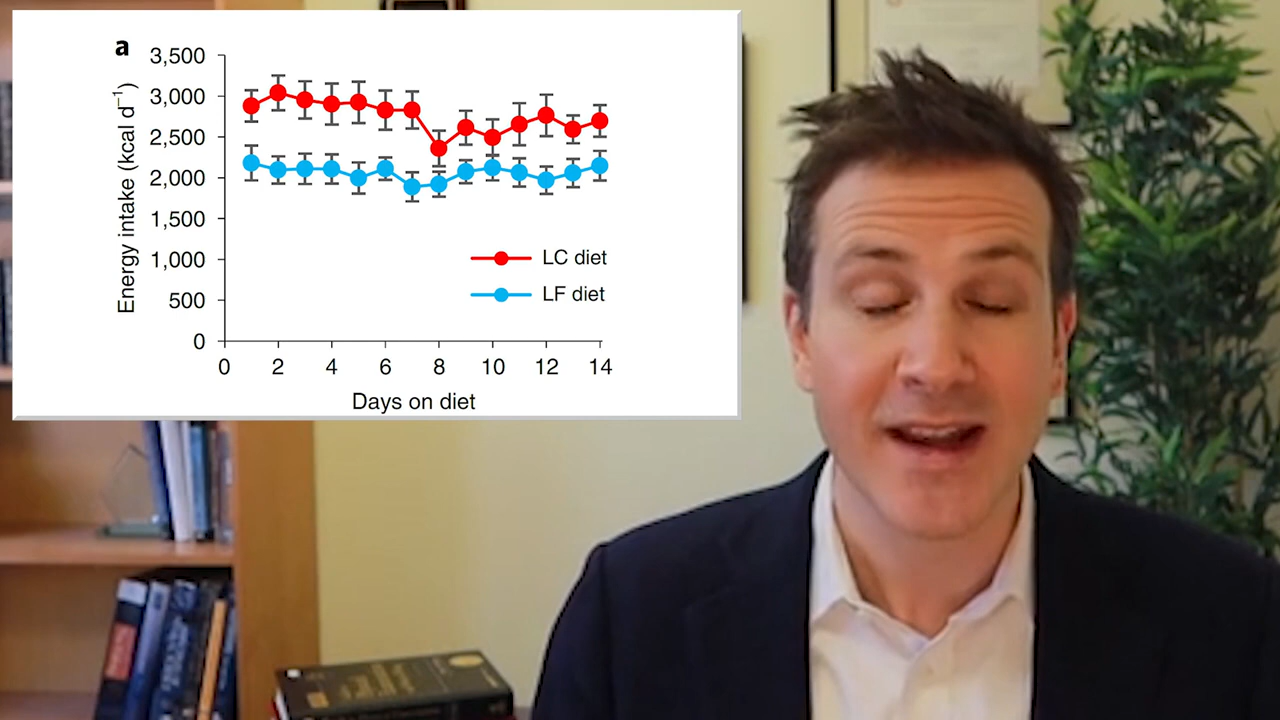 a
3,500
3,000
2,500
2,000
1,500
1,000
500
0
Energy intake (kcal d⁻¹)
LC diet
LF diet
0 2 4 6 8 10 12 14
Days on diet